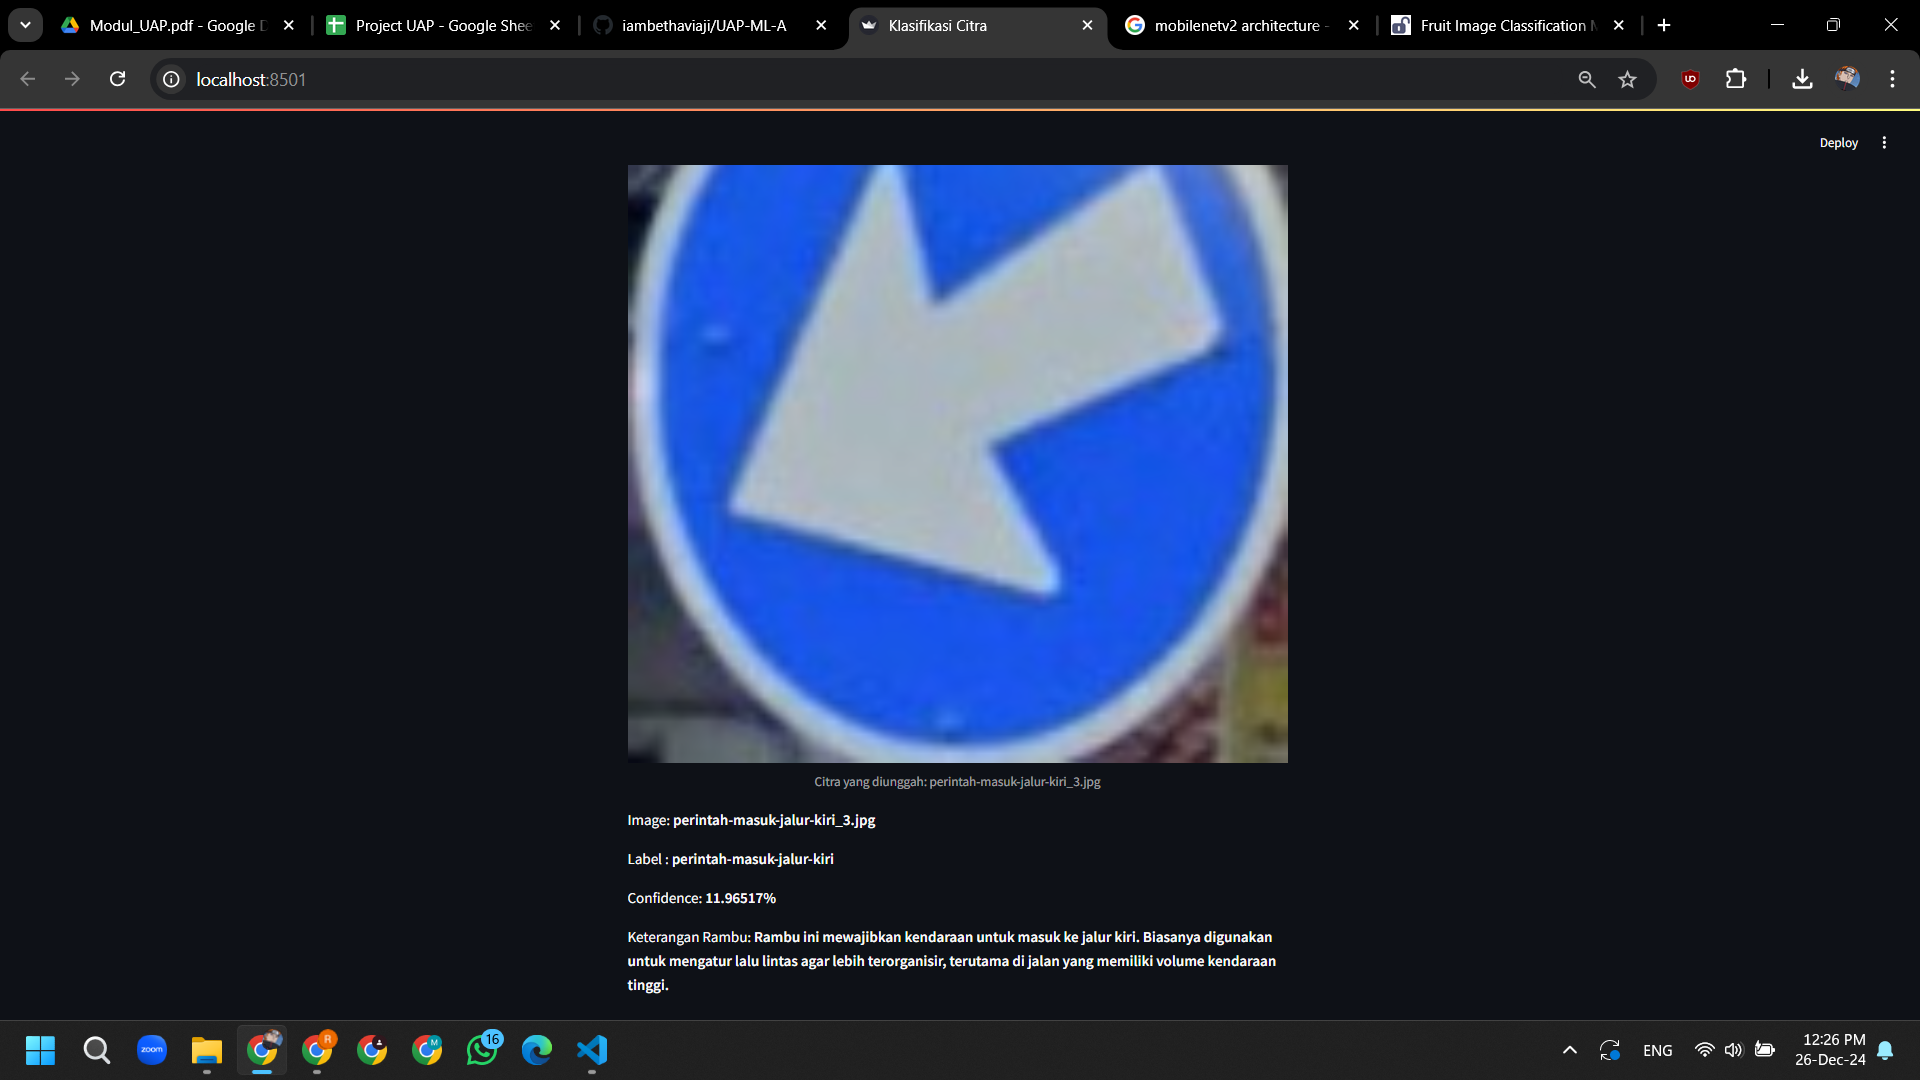 Modul_UAP.pdf - Google D
Project UAP - Google Shee
iambethaviaji/UAP-ML-A
Klasifikasi Citra
mobilenetv2 architecture -
Fruit Image Classification M
localhost:8501
Deploy
Citra yang diunggah: perintah-masuk-jalur-kiri_3.jpg
Image: perintah-masuk-jalur-kiri_3.jpg
Label : perintah-masuk-jalur-kiri
Confidence: 11.96517%
Keterangan Rambu: Rambu ini mewajibkan kendaraan untuk masuk ke jalur kiri. Biasanya digunakan
untuk mengatur lalu lintas agar lebih terorganisir, terutama di jalan yang memiliki volume kendaraan
tinggi.
zoom
R
M
16
ENG
12:26 PM
26-Dec-24